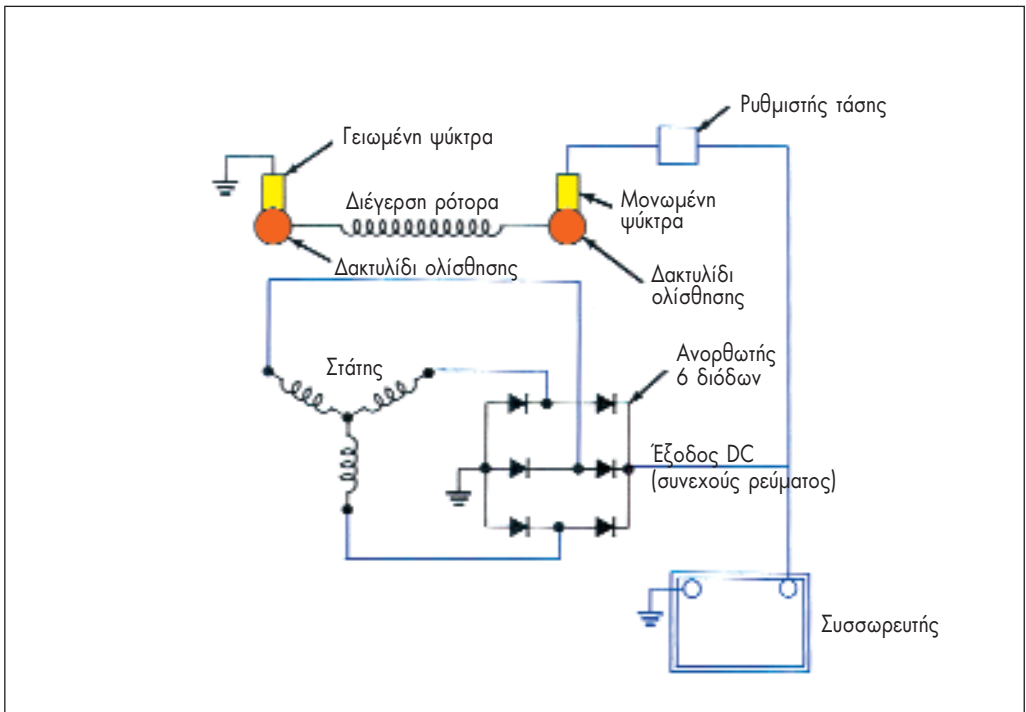 Ρυθμιστής τάσης
Γειωμένη ψύκτρα
Διέγερση ρότορα
Μονωμένη
ψύκτρα
Δακτυλίδι ολίσθησης
Δακτυλίδι
ολίσθησης
Στάτης
Ανορθωτής
6 διόδων
Έξοδος DC
(συνεχούς ρεύματος)
Συσσωρευτής